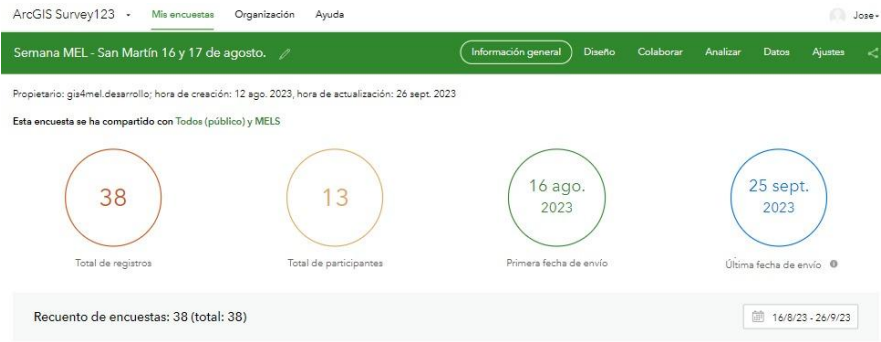 ArcGIS Survey123 Mis encuestas Organización Ayuda Jose
Semana MEL - San Martín 16 y 17 de agosto. Información general Diseño Colaborar Analizar Datos Ajustes
Propietario: gis4mel.desarrollo; hora de creación: 12 ago. 2023, hora de actualización: 26 sept. 2023
Esta encuesta se ha compartido con Todos (público) y MELS
38
Total de registros
13
Total de participantes
16 ago.
2023
Primera fecha de envío
25 sept.
2023
Última fecha de envío
Recuento de encuestas: 38 (total: 38) 16/8/23 - 26/9/23